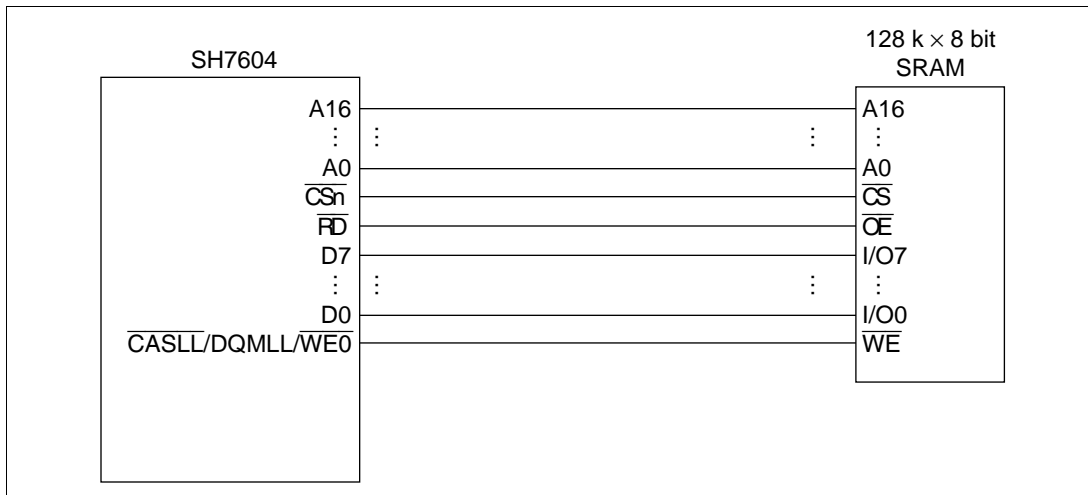 SH7604
128 k × 8 bit
SRAM
A16 A16
⋮ ⋮ ⋮ ⋮
A0 A0
CSn CS
RD OE
D7 I/O7
⋮ ⋮ ⋮ ⋮
D0 I/O0
CASLL/DQMLL/WE0 WE